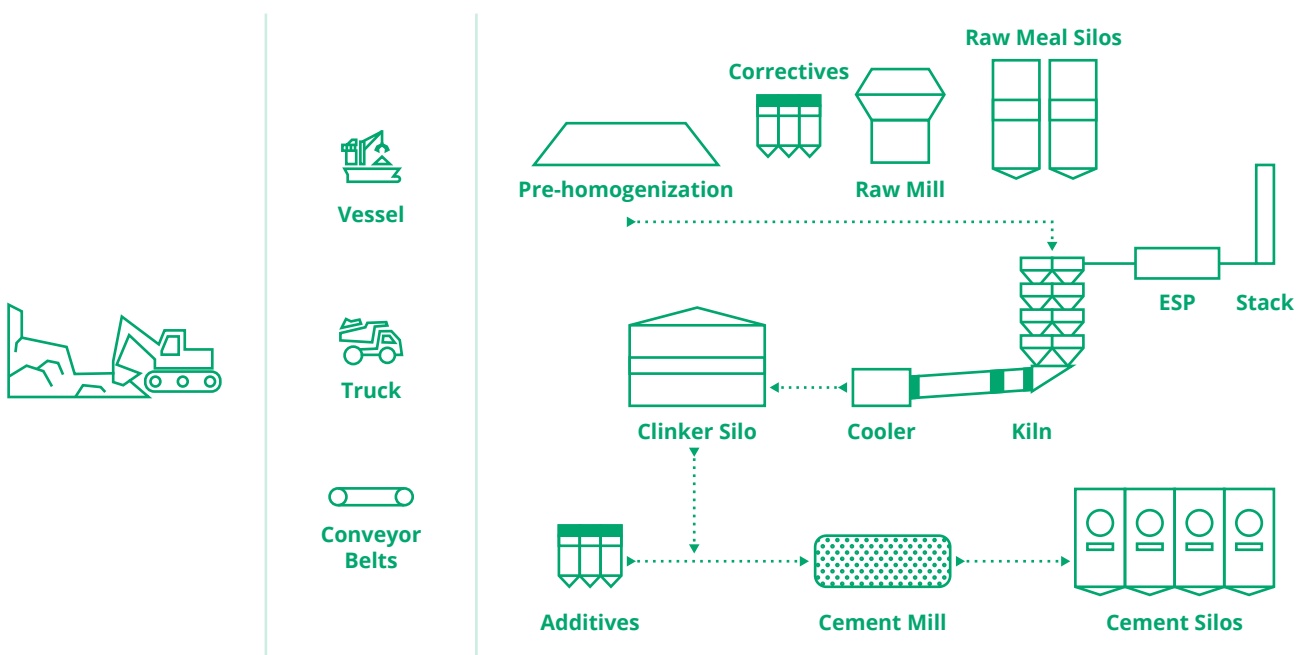 Vessel
Truck
Conveyor
Belts
Raw Meal Silos
Correctives
Pre-homogenization
Raw Mill
ESP
Stack
Clinker Silo
Cooler
Kiln
Additives
Cement Mill
Cement Silos